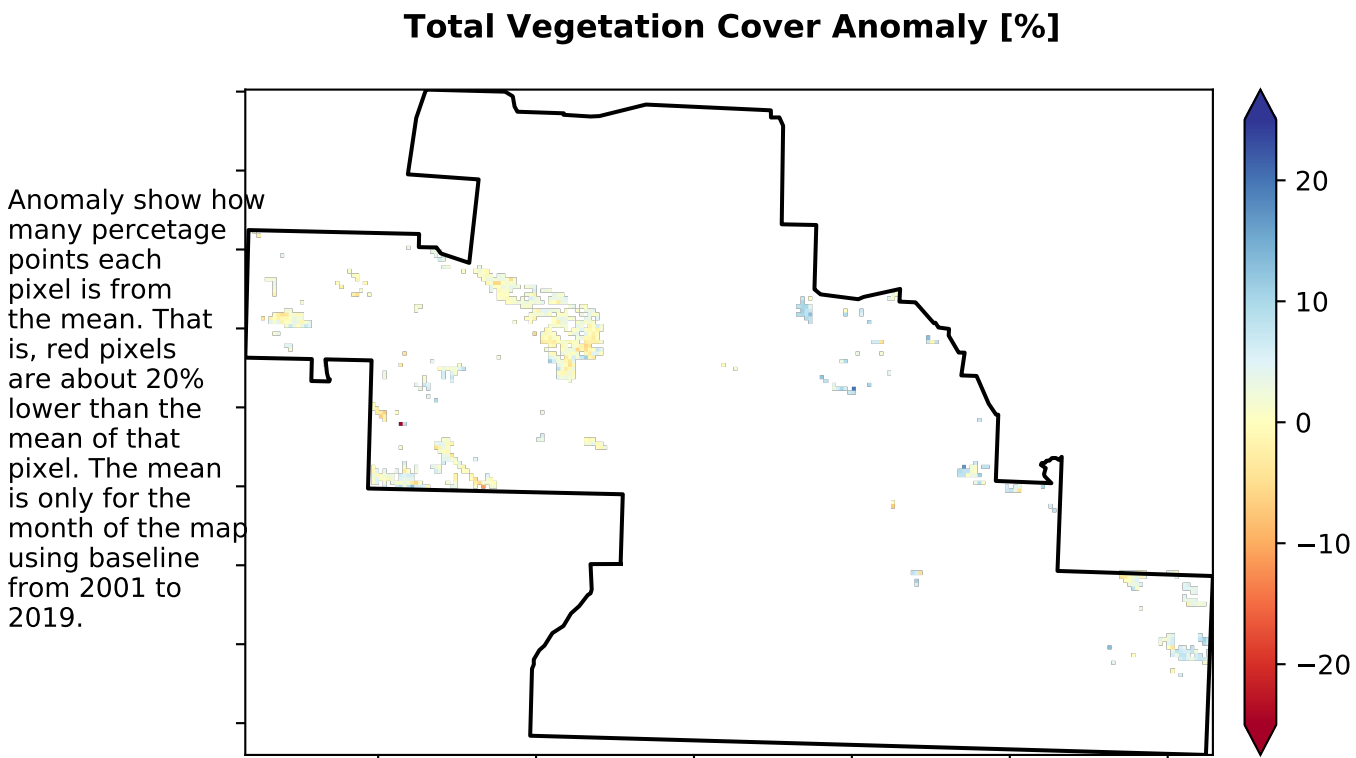 Total Vegetation Cover Anomaly [%]
Anomaly show how
many percetage
points each
pixel is from
the mean. That
is, red pixels
are about 20%
lower than the
mean of that
pixel. The mean
is only for the
month of the map
using baseline
from 2001 to
2019.
20
10
0
−10
−20